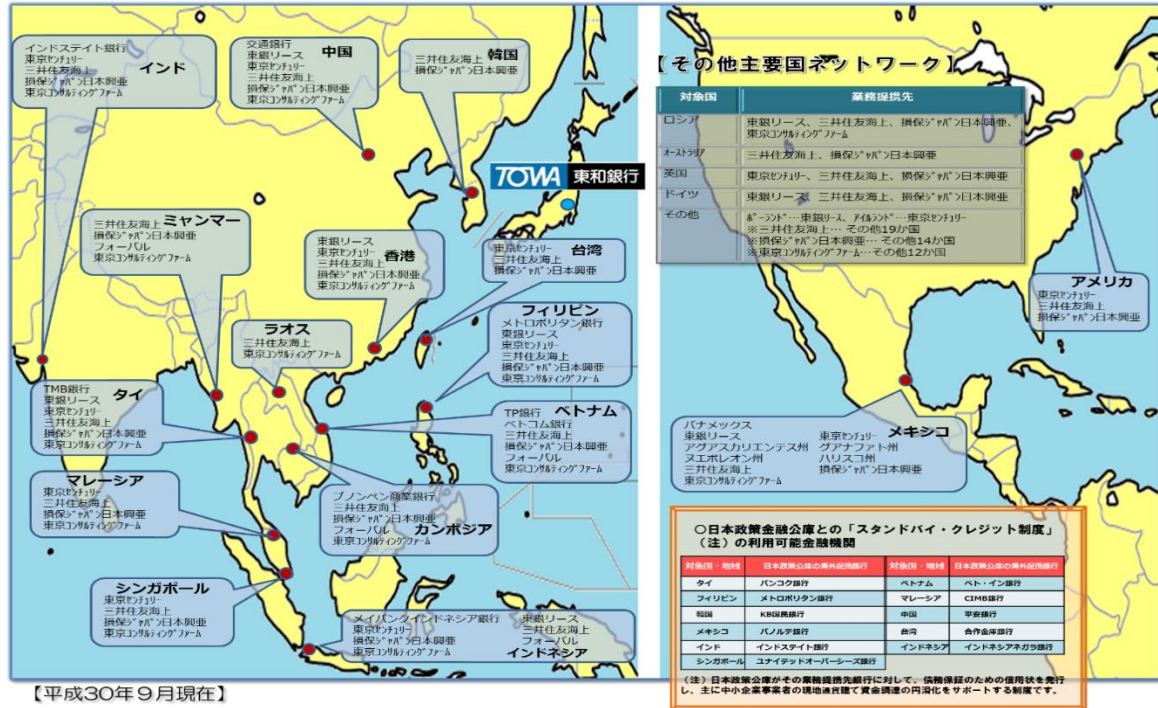 インドステイト銀行
東京ｾﾝﾁｭﾘｰ
三井住友海上
損保ｼﾞｬﾊﾟﾝ日本興亜
東京ｺﾝｻﾙﾃｨﾝｸﾞﾌｧｰﾑ
インド
交通銀行
東銀リース
東京ｾﾝﾁｭﾘｰ
三井住友海上
損保ｼﾞｬﾊﾟﾝ日本興亜
東京ｺﾝｻﾙﾃｨﾝｸﾞﾌｧｰﾑ
中国
韓国
三井住友海上
損保ｼﾞｬﾊﾟﾝ日本興亜
TOWA 東和銀行
ミャンマー
三井住友海上
損保ｼﾞｬﾊﾟﾝ日本興亜
フォーバル
東京ｺﾝｻﾙﾃｨﾝｸﾞﾌｧｰﾑ
香港
東銀リース
東京ｾﾝﾁｭﾘｰ
三井住友海上
損保ｼﾞｬﾊﾟﾝ日本興亜
東京ｺﾝｻﾙﾃｨﾝｸﾞﾌｧｰﾑ
台湾
東京ｾﾝﾁｭﾘｰ
三井住友海上
損保ｼﾞｬﾊﾟﾝ日本興亜
ラオス
三井住友海上
東京ｺﾝｻﾙﾃｨﾝｸﾞﾌｧｰﾑ
フィリピン
メトロポリタン銀行
東銀リース
東京ｾﾝﾁｭﾘｰ
三井住友海上
損保ｼﾞｬﾊﾟﾝ日本興亜
東京ｺﾝｻﾙﾃｨﾝｸﾞﾌｧｰﾑ
タイ
TMB銀行
東銀リース
東京ｾﾝﾁｭﾘｰ
三井住友海上
損保ｼﾞｬﾊﾟﾝ日本興亜
東京ｺﾝｻﾙﾃｨﾝｸﾞﾌｧｰﾑ
ベトナム
TP銀行
ベトコム銀行
三井住友海上
損保ｼﾞｬﾊﾟﾝ日本興亜
フォーバル
東京ｺﾝｻﾙﾃｨﾝｸﾞﾌｧｰﾑ
マレーシア
東京ｾﾝﾁｭﾘｰ
三井住友海上
損保ｼﾞｬﾊﾟﾝ日本興亜
東京ｺﾝｻﾙﾃｨﾝｸﾞﾌｧｰﾑ
プノンペン商業銀行
三井住友海上
損保ｼﾞｬﾊﾟﾝ日本興亜
フォーバル
東京ｺﾝｻﾙﾃｨﾝｸﾞﾌｧｰﾑ
カンボジア
シンガポール
東京ｾﾝﾁｭﾘｰ
三井住友海上
損保ｼﾞｬﾊﾟﾝ日本興亜
東京ｺﾝｻﾙﾃｨﾝｸﾞﾌｧｰﾑ
メイバンクインドネシア銀行 東銀リース
東京ｾﾝﾁｭﾘｰ 三井住友海上
損保ｼﾞｬﾊﾟﾝ日本興亜 フォーバル
東京ｺﾝｻﾙﾃｨﾝｸﾞﾌｧｰﾑ インドネシア
【平成30年９月現在】
【その他主要国ネットワーク】
対象国 業務提携先
ロシア 東銀リース、三井住友海上、損保ｼﾞｬﾊﾟﾝ日本興亜、
東京ｺﾝｻﾙﾃｨﾝｸﾞﾌｧｰﾑ
ｵｰｽﾄﾗﾘｱ 三井住友海上、損保ｼﾞｬﾊﾟﾝ日本興亜
英国 東京ｾﾝﾁｭﾘｰ、三井住友海上、損保ｼﾞｬﾊﾟﾝ日本興亜
ドイツ 東銀リース、三井住友海上、損保ｼﾞｬﾊﾟﾝ日本興亜
その他 ﾎﾟｰﾗﾝﾄﾞ…東銀リース、ｱｲﾙﾗﾝﾄﾞ…東京ｾﾝﾁｭﾘｰ
※三井住友海上… その他19か国
※損保ｼﾞｬﾊﾟﾝ日本興亜… その他14か国
※東京ｺﾝｻﾙﾃｨﾝｸﾞﾌｧｰﾑ…その他12か国
アメリカ
東京ｾﾝﾁｭﾘｰ
三井住友海上
損保ｼﾞｬﾊﾟﾝ日本興亜
メキシコ
バナメックス
東銀リース 東京ｾﾝﾁｭﾘｰ
アグアスカリエンテス州 グアナファト州
ヌエボレオン州 ハリスコ州
三井住友海上 損保ｼﾞｬﾊﾟﾝ日本興亜
東京ｺﾝｻﾙﾃｨﾝｸﾞﾌｧｰﾑ
○日本政策金融公庫との「スタンドバイ・クレジット制度」
（注）の利用可能金融機関
対象国・地域 日本政策公庫の海外提携銀行 対象国・地域 日本政策公庫の海外提携銀行
タイ バンコク銀行 ベトナム ベト・イン銀行
フィリピン メトロポリタン銀行 マレーシア CIMB銀行
韓国 KB国民銀行 中国 平安銀行
メキシコ バノルテ銀行 台湾 合作金庫銀行
インド インドステイト銀行 インドネシア インドネシアネガラ銀行
シンガポール ユナイテッドオーバーシーズ銀行
（注）日本政策公庫がその業務提携先銀行に対して、債務保証のための信用状を発行
し、主に中小企業事業者の現地通貨建て資金調達の円滑化をサポートする制度です。